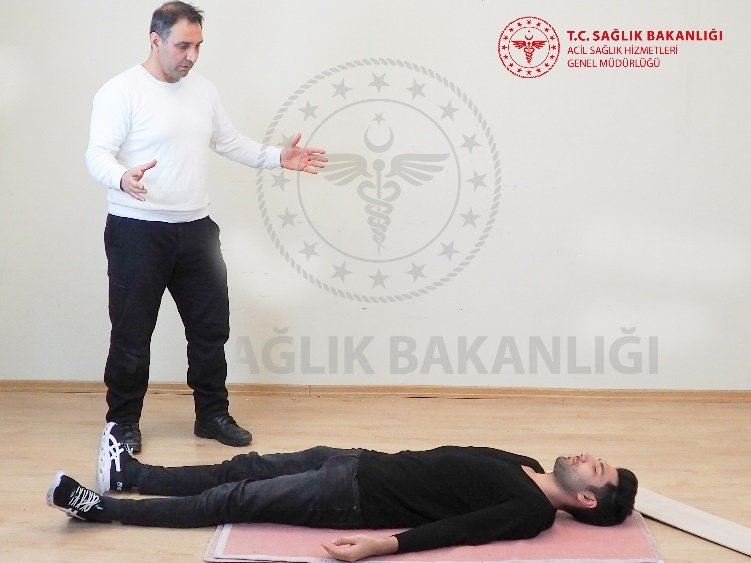 T.C. SAĞLIK BAKANLIĞI
ACİL SAĞLIK HİZMETLERİ
GENEL MÜDÜRLÜĞÜ
SAĞLIK BAKANLIĞI